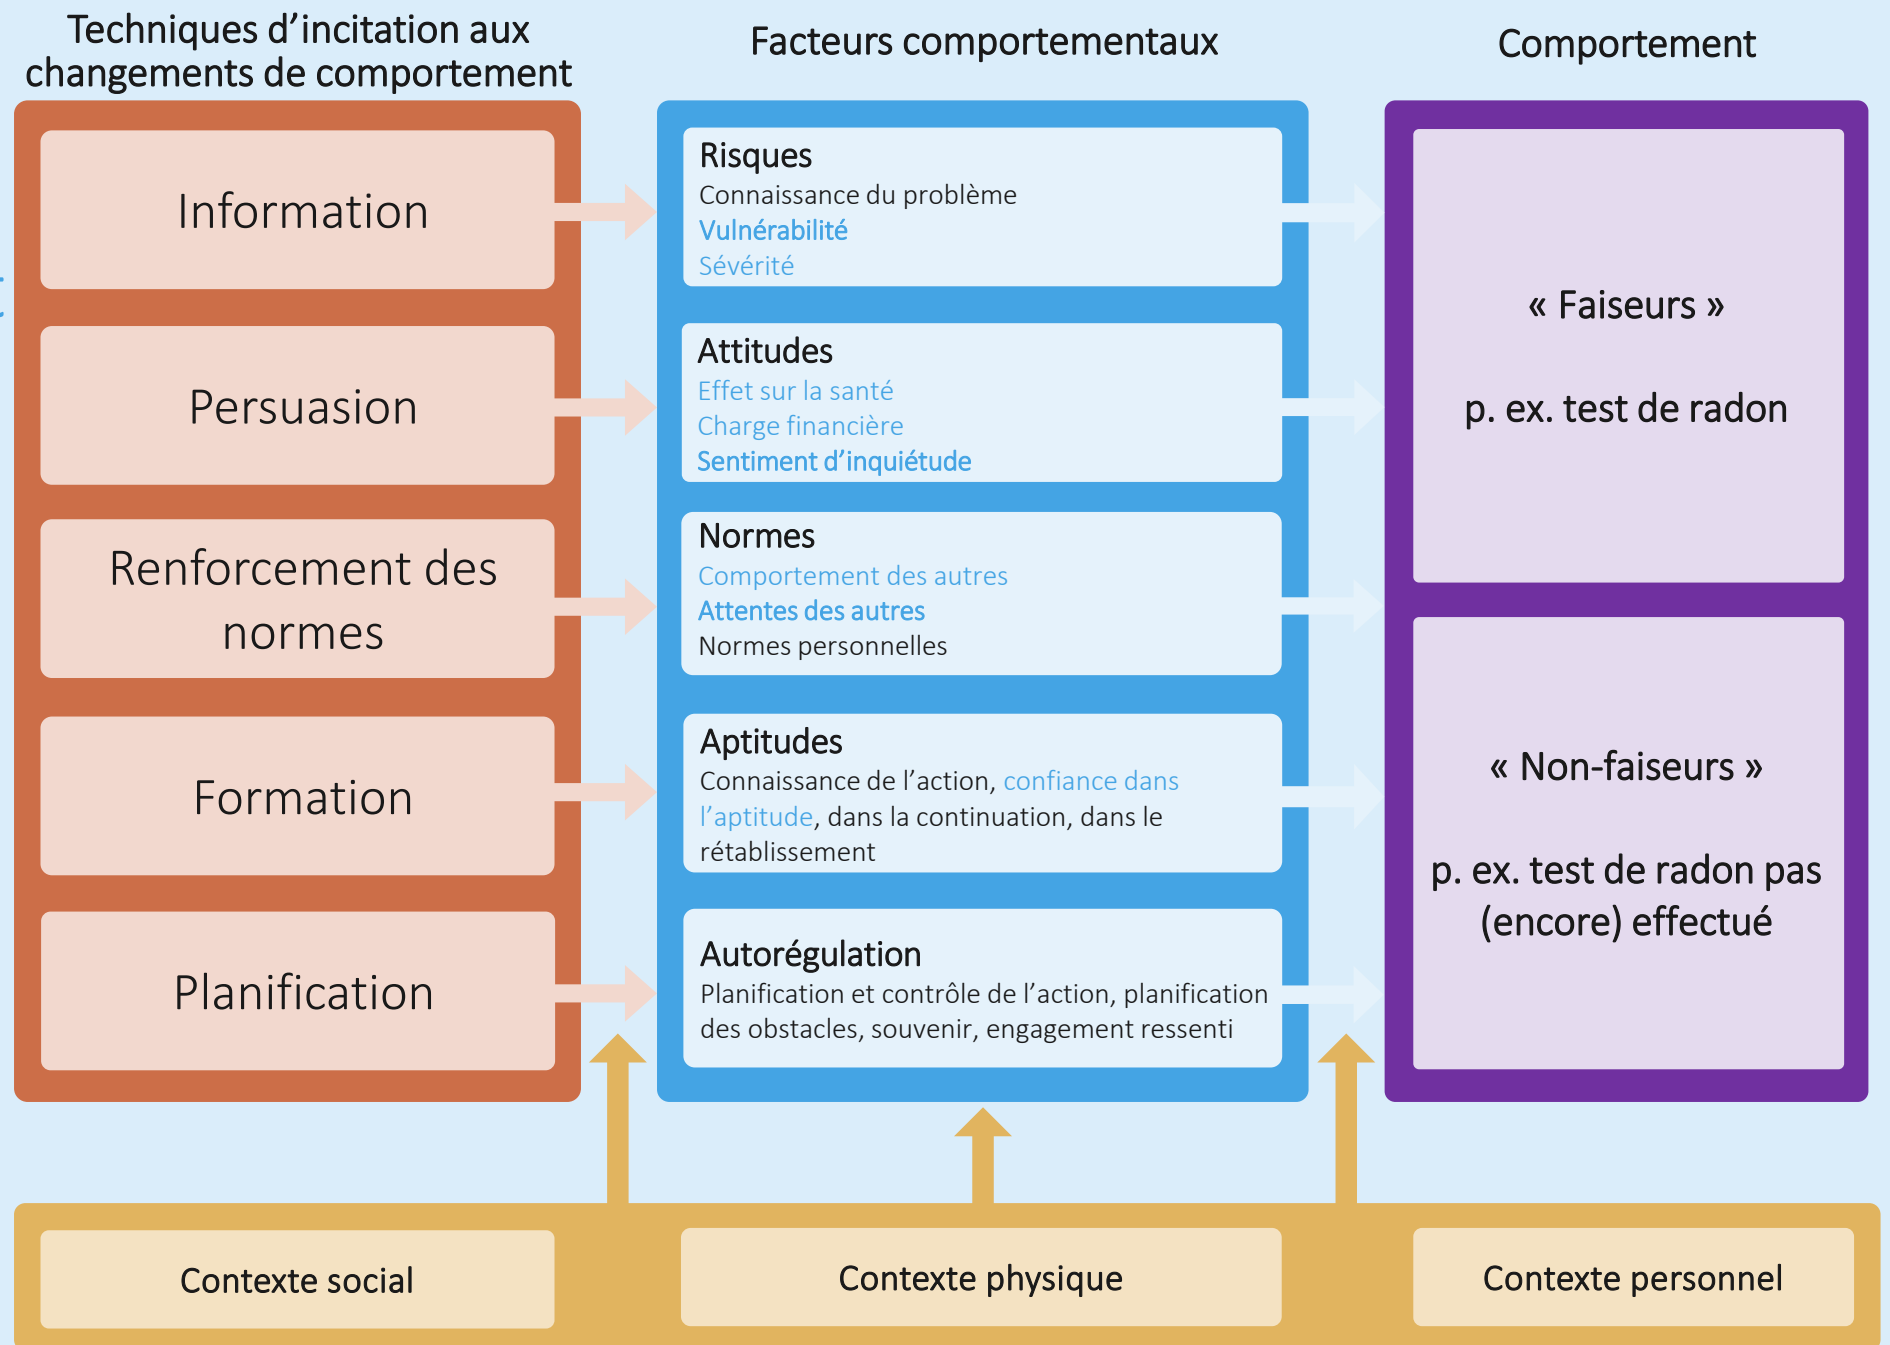 Techniques d’incitation aux
changements de comportement
Information
Persuasion
Renforcement des
normes
Formation
Planification
Facteurs comportementaux
Risques
Connaissance du problème
Vulnérabilité
Sévérité
Attitudes
Effet sur la santé
Charge financière
Sentiment d’inquiétude
Normes
Comportement des autres
Attentes des autres
Normes personnelles
Aptitudes
Connaissance de l’action, confiance dans
l’aptitude, dans la continuation, dans le
rétablissement
Autorégulation
Planification et contrôle de l’action, planification
des obstacles, souvenir, engagement ressenti
Comportement
« Faiseurs »
p. ex. test de radon
« Non-faiseurs »
p. ex. test de radon pas
(encore) effectué
Contexte social
Contexte physique
Contexte personnel